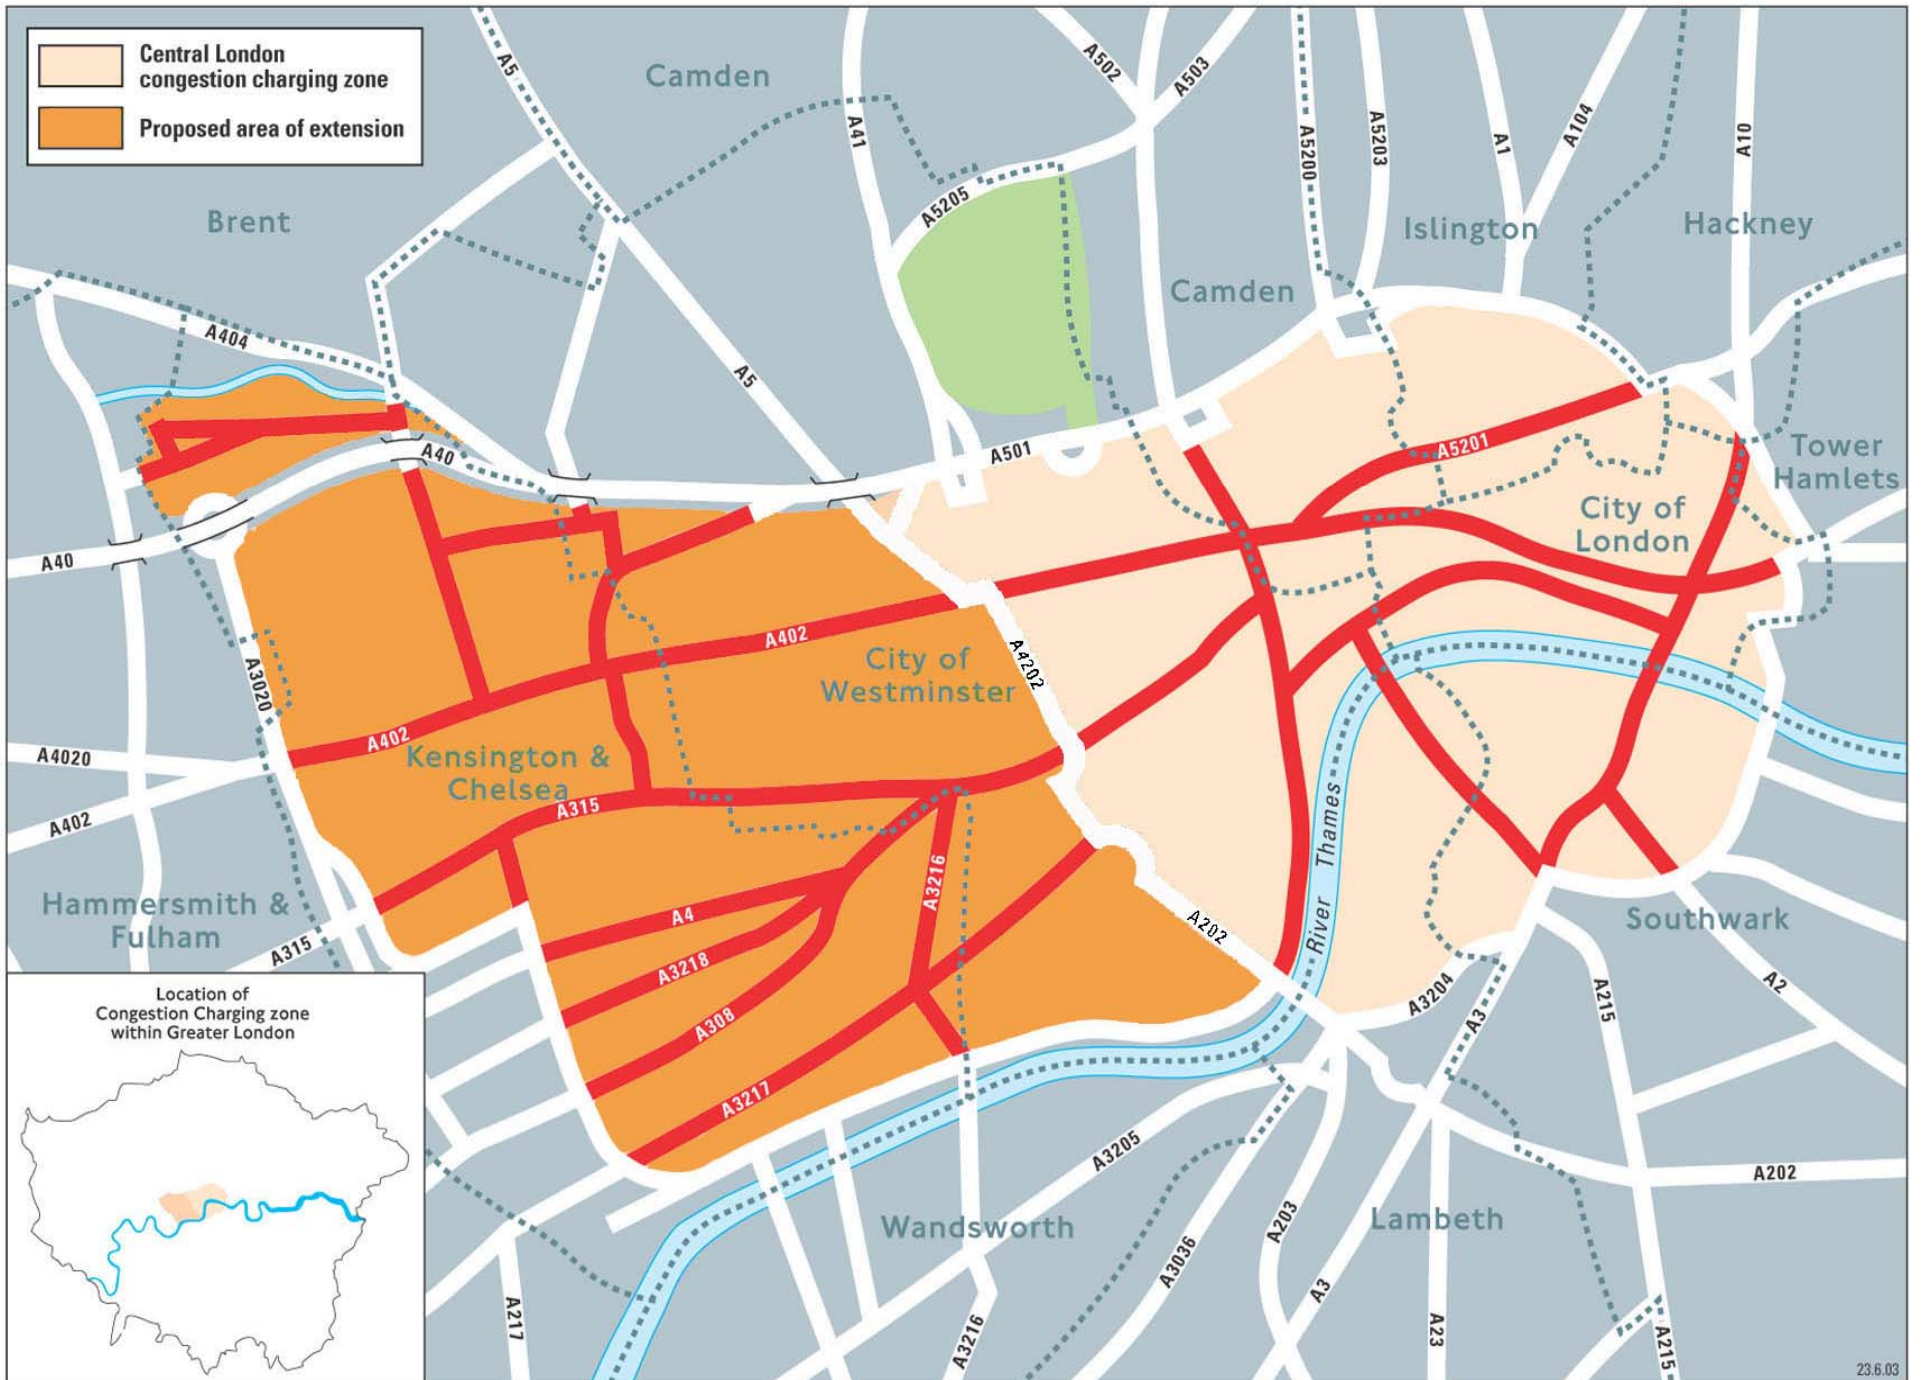 Central London
congestion charging zone
Proposed area of extension
A5
Camden
A41
A502
A503
A5200
A5203
A1
A104
A10
Brent
A5205
Islington
Hackney
Camden
A404
A5
A40
A501
A5201
Tower
Hamlets
City of
London
A40
A402
City of
Westminster
A4202
A3020
A402
Kensington &
Chelsea
A4020
A315
A402
River Thames
Hammersmith &
Fulham
A315
A4
A3216
A202
A3218
A308
A3217
Southwark
A3204
A3
A215
A2
Location of
Congestion Charging zone
within Greater London
A3205
A202
Wandsworth
Lambeth
A3036
A203
A3
A217
A3216
A23
A215
23.6.03